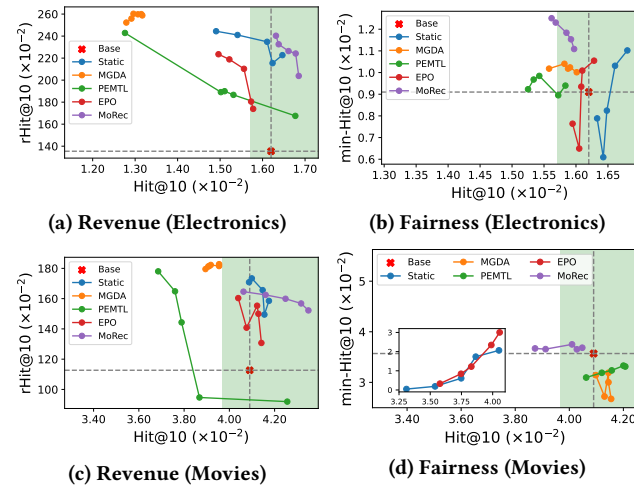 260
240
220
200
180
160
140
rHit@10 (×10⁻²)
Base
Static
MGDA
PEMTL
EPO
MoRec
1.20 1.30 1.40 1.50 1.60 1.70
Hit@10 (×10⁻²)
(a) Revenue (Electronics)
1.3
1.2
1.1
1.0
0.9
0.8
0.7
0.6
min-Hit@10 (×10⁻²)
Base
Static
MGDA
PEMTL
EPO
MoRec
1.30 1.35 1.40 1.45 1.50 1.55 1.60 1.65
Hit@10 (×10⁻²)
(b) Fairness (Electronics)
200
180
160
140
120
100
rHit@10 (×10⁻²)
Base
Static
MGDA
PEMTL
EPO
MoRec
3.40 3.60 3.80 4.00 4.20
Hit@10 (×10⁻²)
(c) Revenue (Movies)
5
4
3
min-Hit@10 (×10⁻²)
Base MGDA EPO
Static PEMTL MoRec
3
2
1
0
3.25 3.50 3.75 4.00
3.40 3.60 3.80 4.00 4.20
Hit@10 (×10⁻²)
(d) Fairness (Movies)